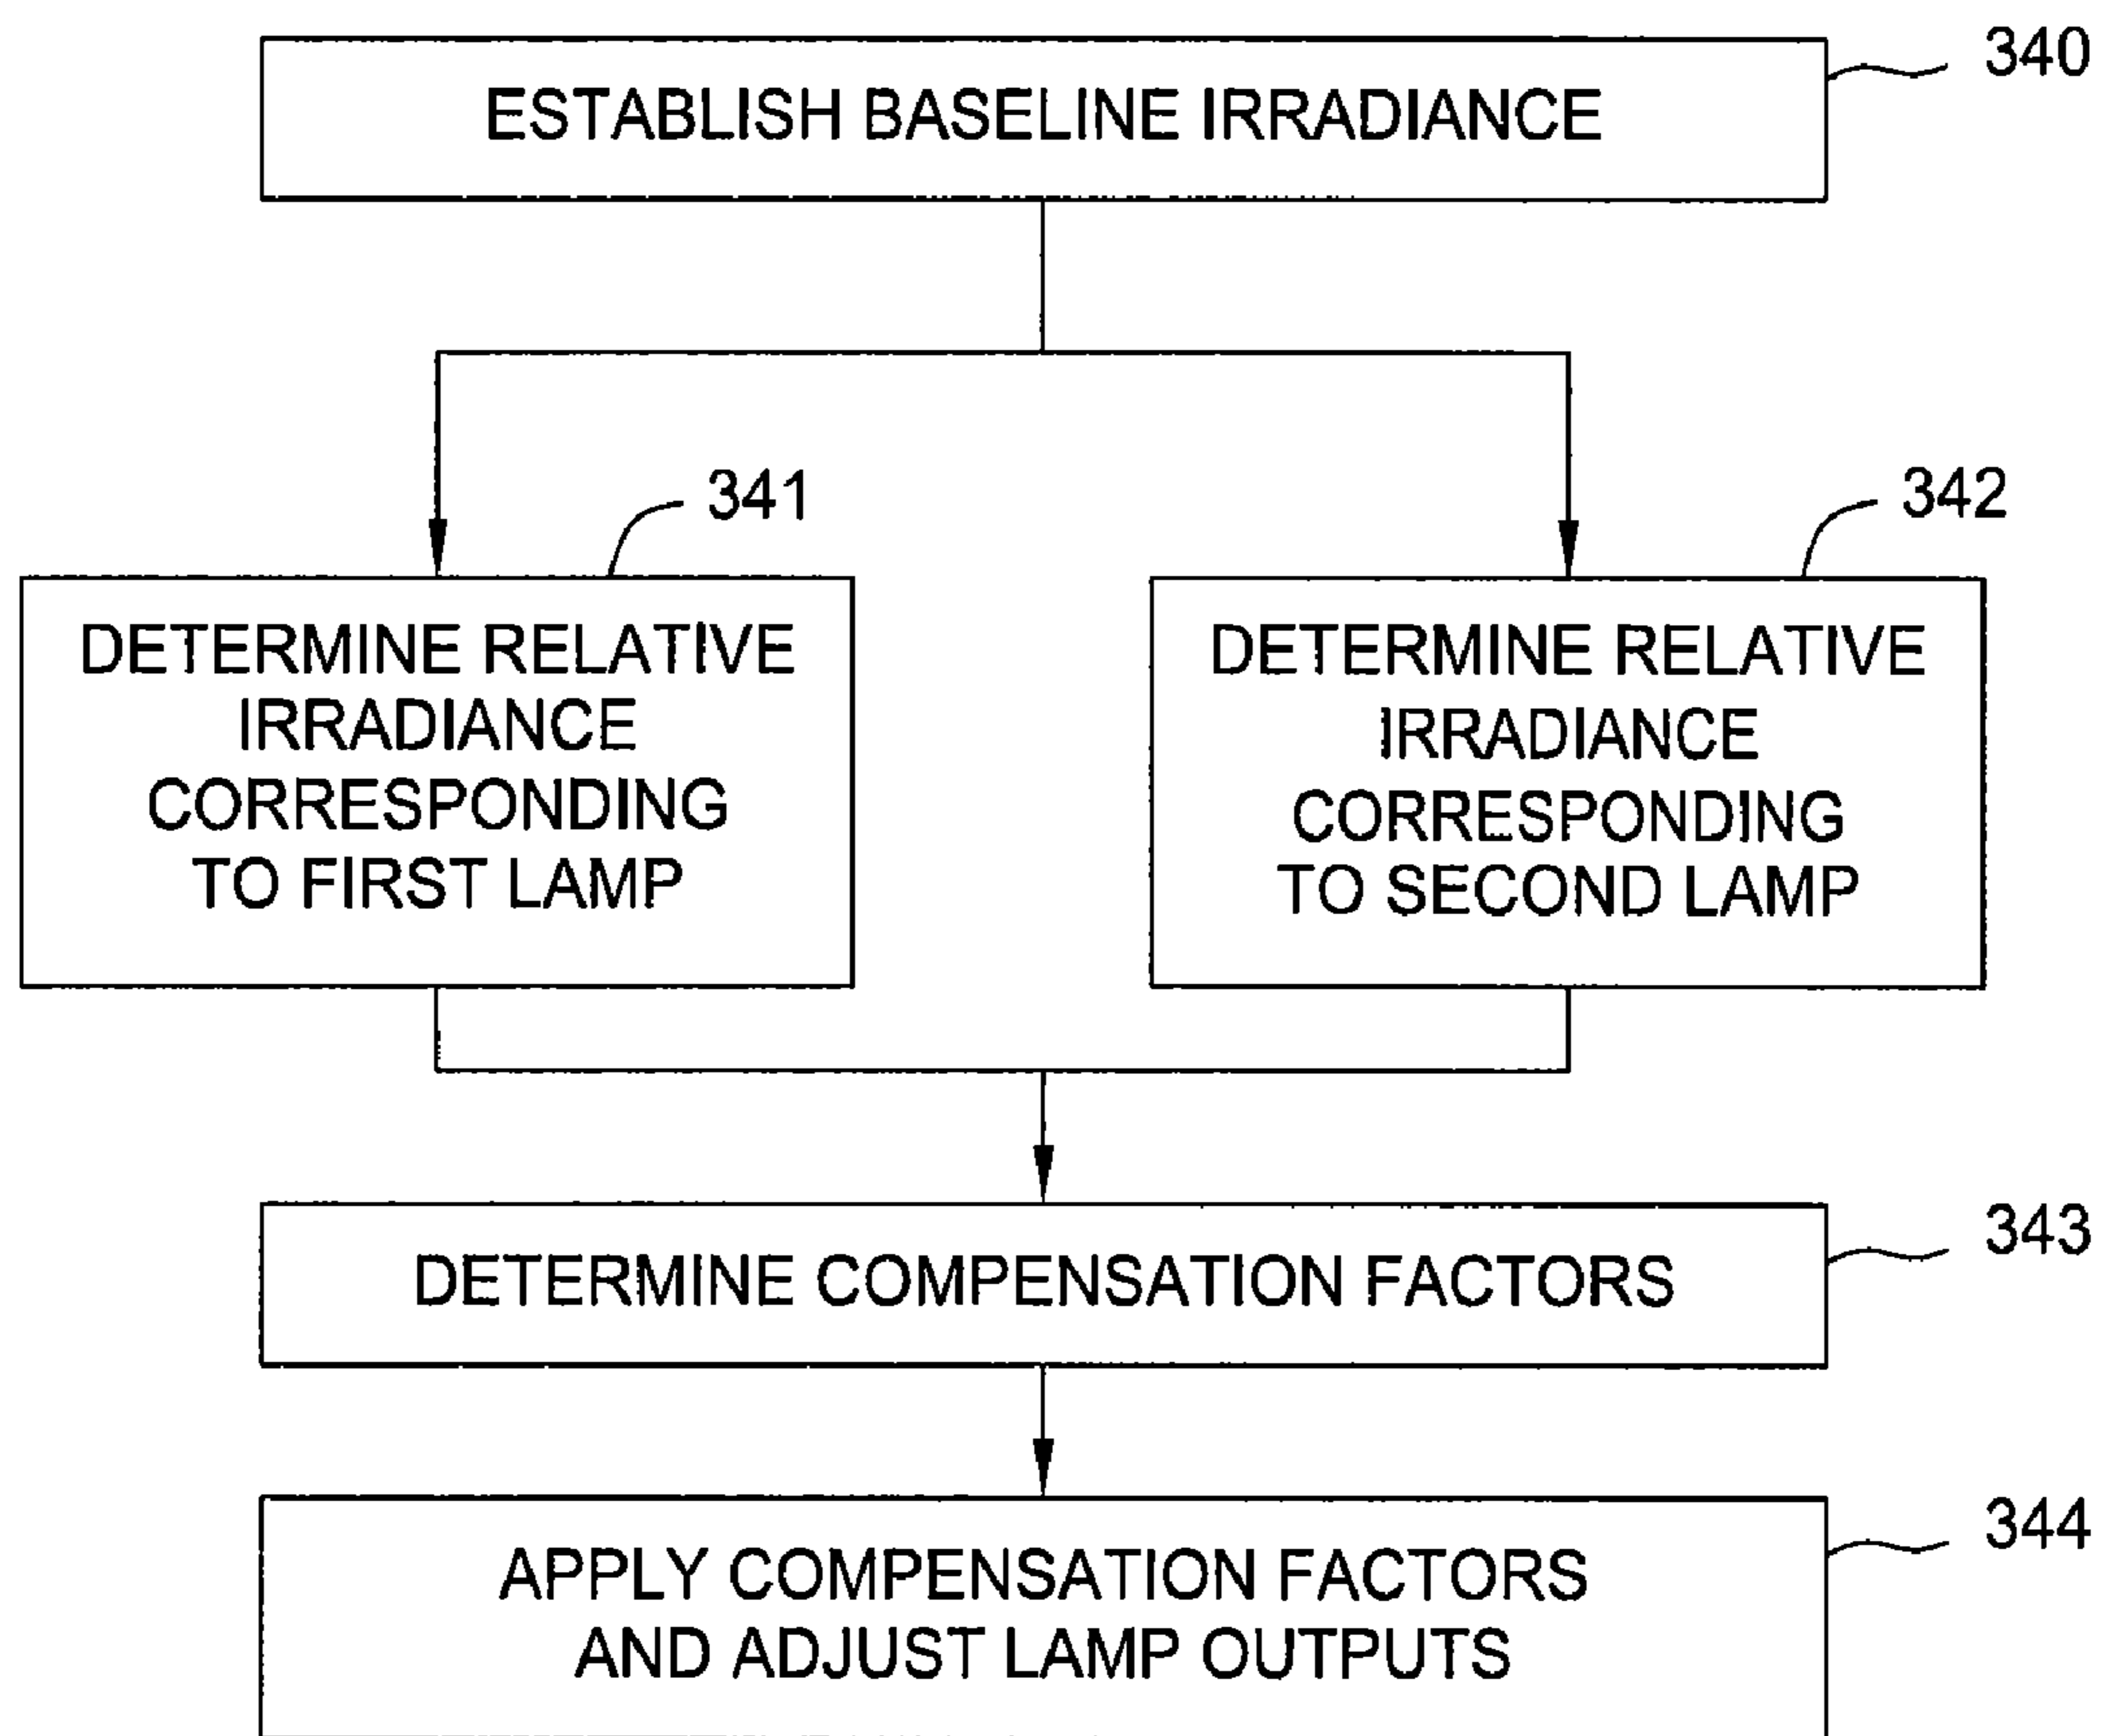 ESTABLISH BASELINE IRRADIANCE
340
341
DETERMINE RELATIVE
IRRADIANCE
CORRESPONDING
TO FIRST LAMP
342
DETERMINE RELATIVE
IRRADIANCE
CORRESPONDING
TO SECOND LAMP
DETERMINE COMPENSATION FACTORS
343
APPLY COMPENSATION FACTORS
AND ADJUST LAMP OUTPUTS
344